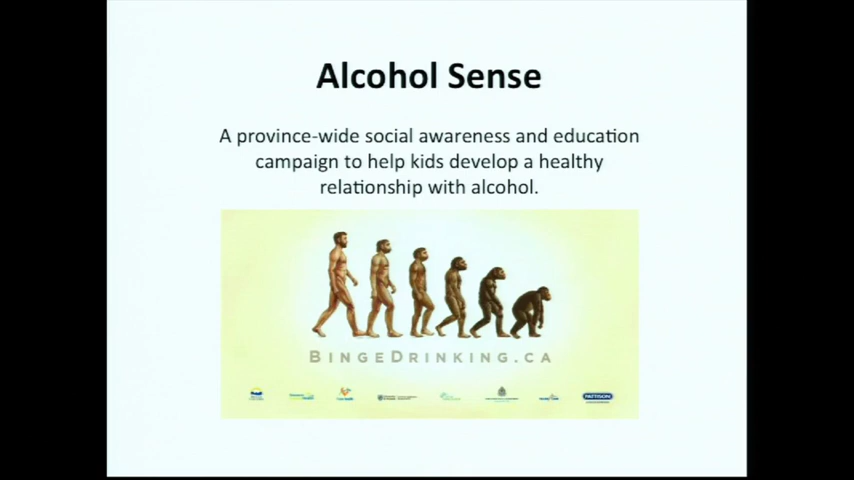 Alcohol Sense
A province-wide social awareness and education
campaign to help kids develop a healthy
relationship with alcohol.
BINGEDRINKING.CA
PATTISON